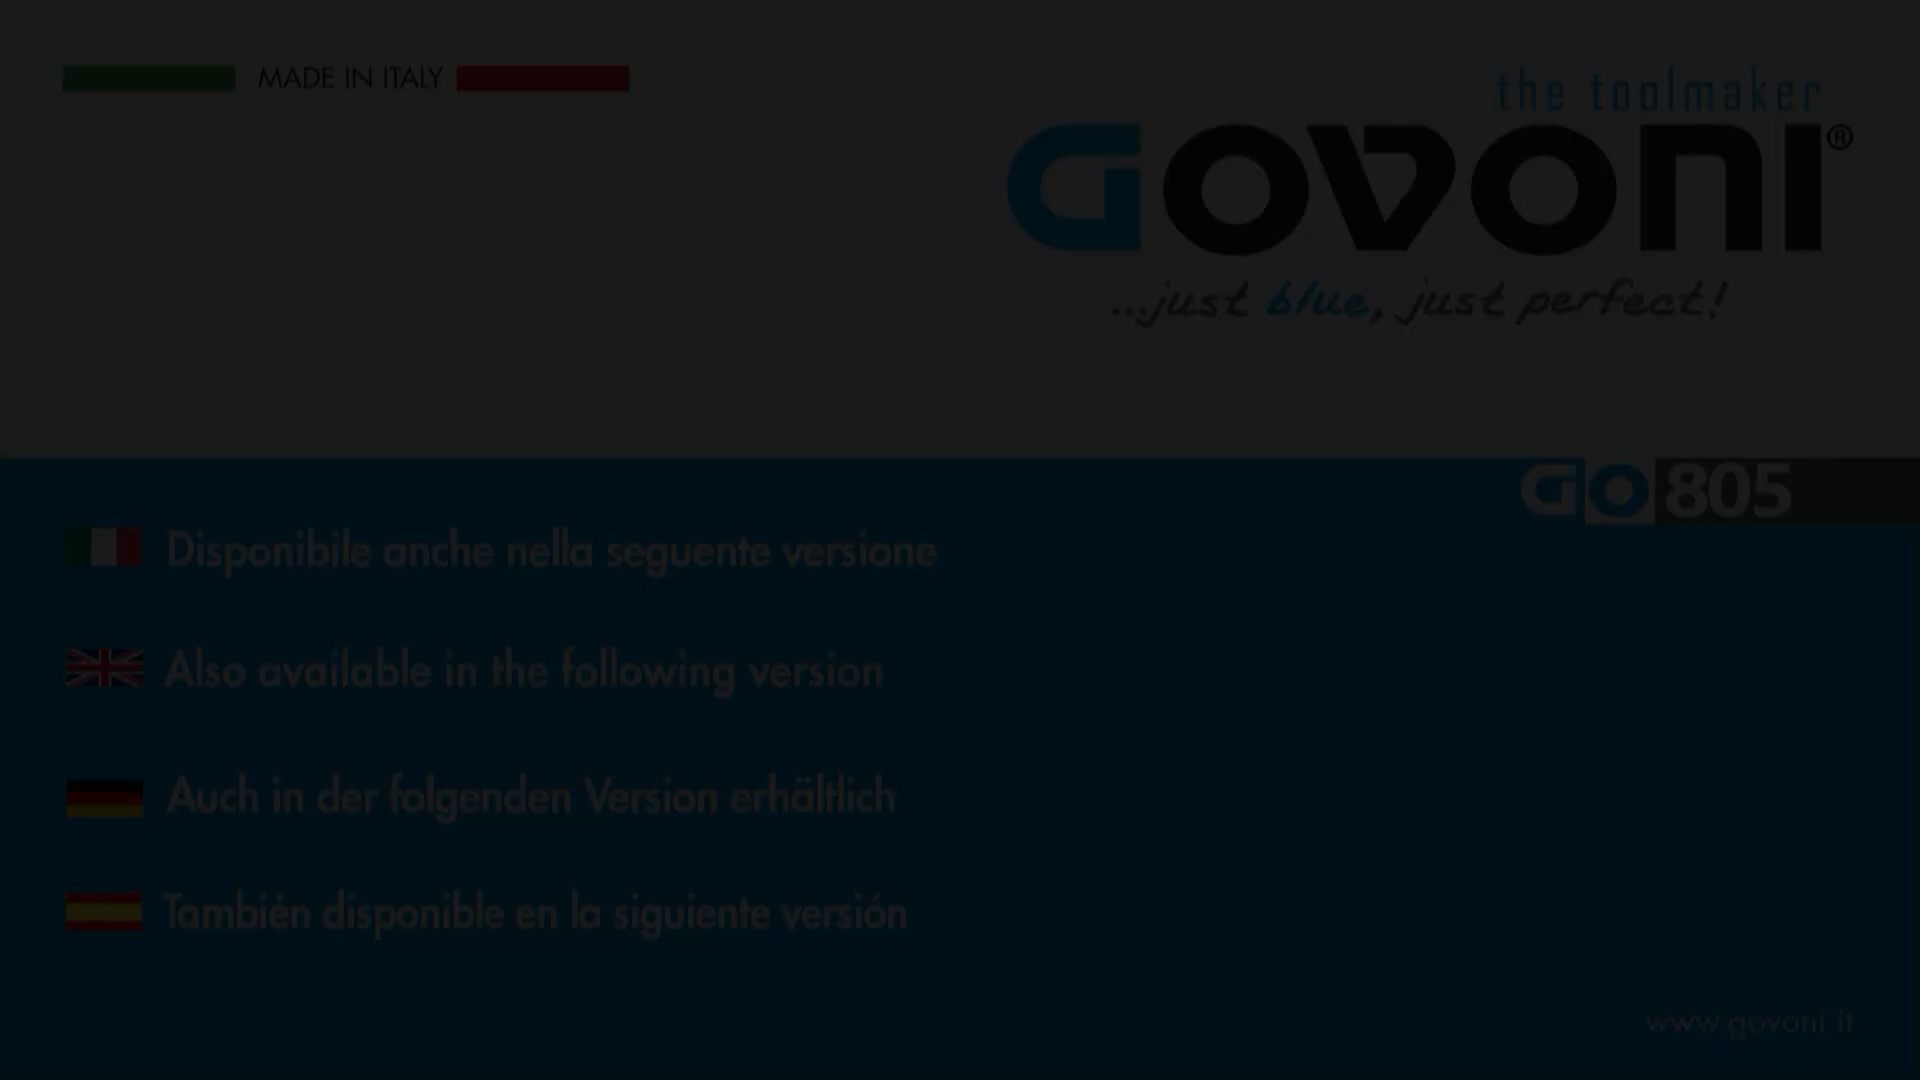 MADE IN ITALY
the toolmaker
GOVONI®
...just blue, just perfect!
GO 805
Disponibile anche nella seguente versione
Also available in the following version
Auch in der folgenden Version erhältlich
También disponible en la siguiente versión
www.govoni.it